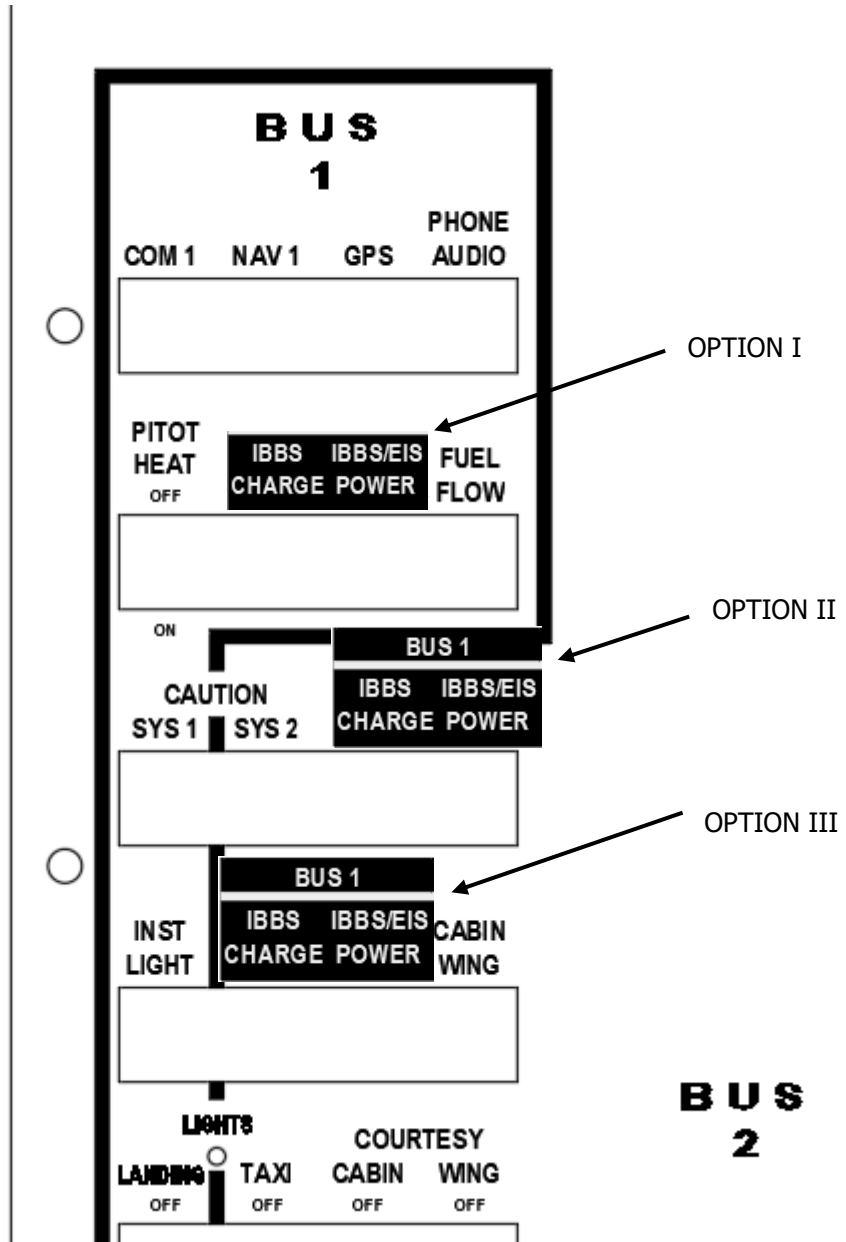 BUS
1
PHONE
COM 1 NAV 1 GPS AUDIO
OPTION I
PITOT
HEAT
OFF
IBBS IBBS/EIS
CHARGE POWER
FUEL
FLOW
OPTION II
ON
BUS 1
IBBS IBBS/EIS
CHARGE POWER
CAUTION
SYS 1 SYS 2
OPTION III
BUS 1
IBBS IBBS/EIS
CHARGE POWER
INST
LIGHT
CABIN
WING
BUS
2
LIGHTS
COURTESY
LANDING TAXI CABIN WING
OFF OFF OFF OFF